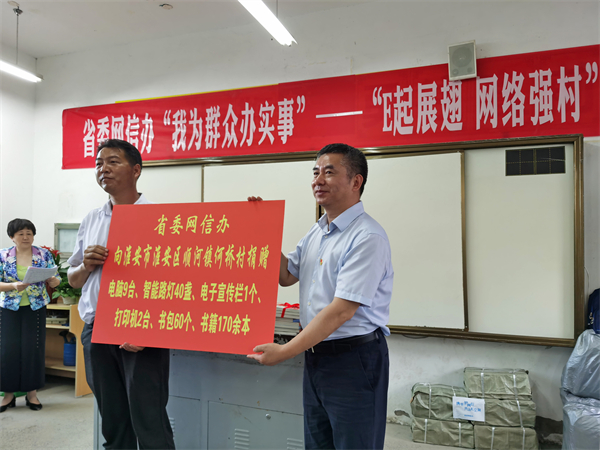 省委网信办“我为群众办实事”——“E起展翅 网络强村”
省委网信办
向淮安市淮安区顺河镇何桥村捐赠
电脑9台、智能路灯40盏、电子宣传栏1个、
打印机2台、书包60个、书籍170余本